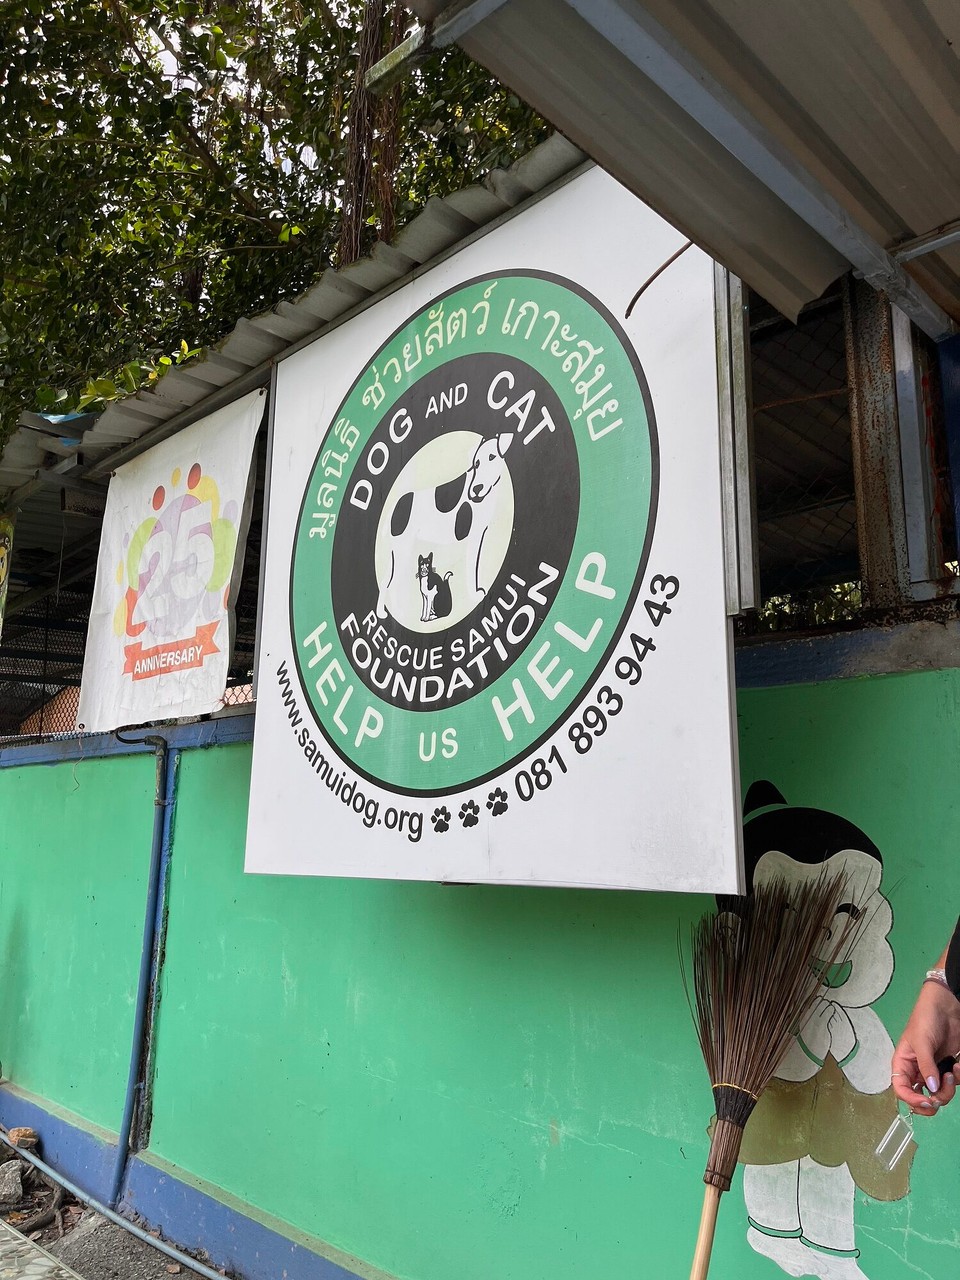 มูลนิธิ ช่วยสัตว์ เกาะสมุย
DOG AND CAT
RESCUE SAMUI
FOUNDATION
HELP US HELP
www.samuidog.org 081 893 94 43
25
ANNIVERSARY